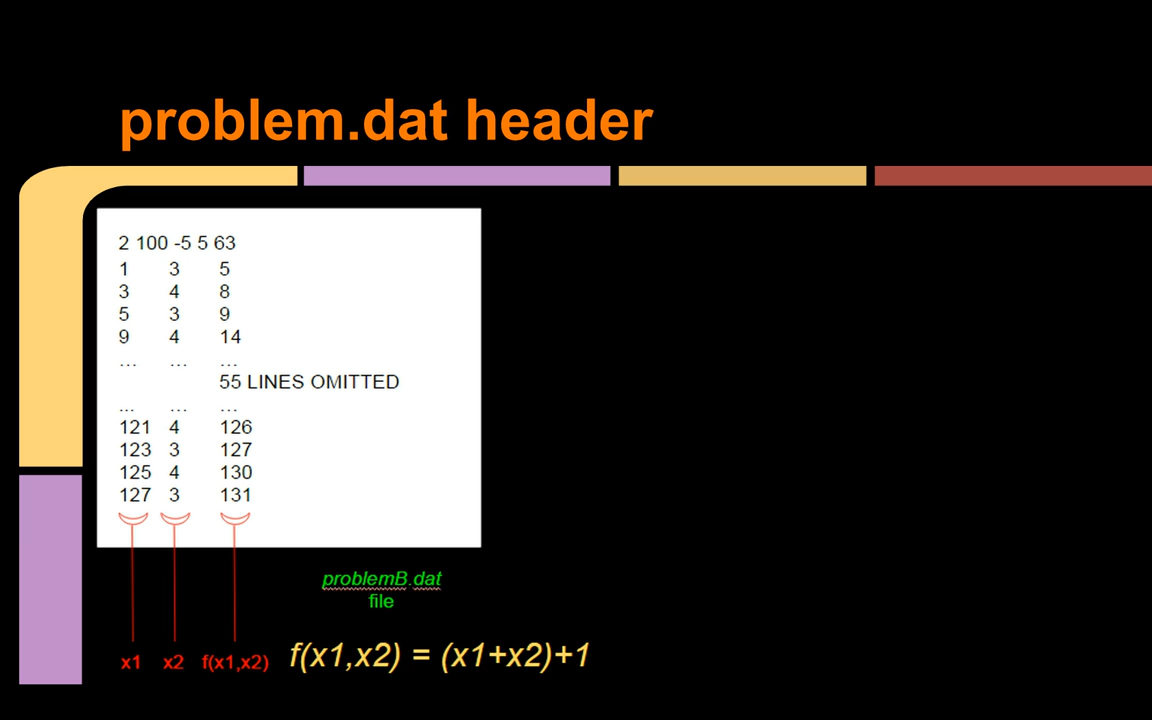 problem.dat header
2 100 -5 5 63
1 3 5
3 4 8
5 3 9
9 4 14
... ... ...
55 LINES OMITTED
... ... ...
121 4 126
123 3 127
125 4 130
127 3 131
problemB.dat
file
x1 x2 f(x1,x2) f(x1,x2) = (x1+x2)+1